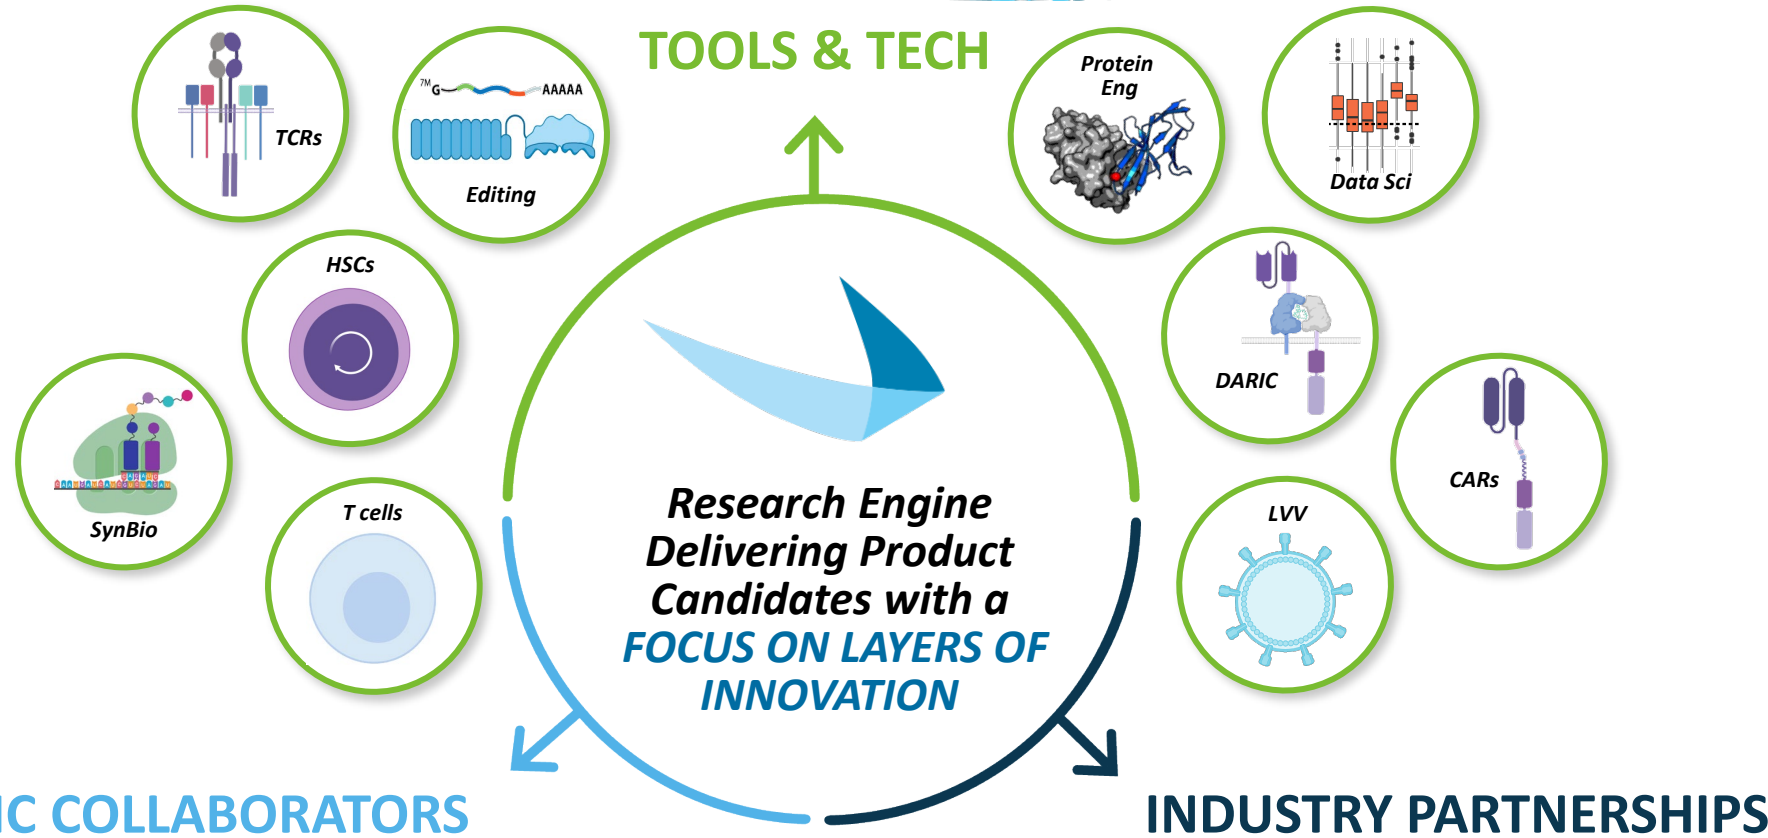 TOOLS & TECH
TCRs
7M G AAAAA
Editing
Protein
Eng
Data Sci
HSCs
DARIC
SynBio
T cells
CARs
LVV
Research Engine
Delivering Product
Candidates with a
FOCUS ON LAYERS OF
INNOVATION
IC COLLABORATORS
INDUSTRY PARTNERSHIPS